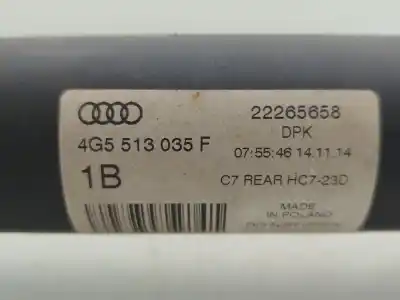 22265658
4G5 513 035 F
DPK
07:55:46 14.11.14
1B
C7 REAR HC7-23D
MADE
IN POLAND